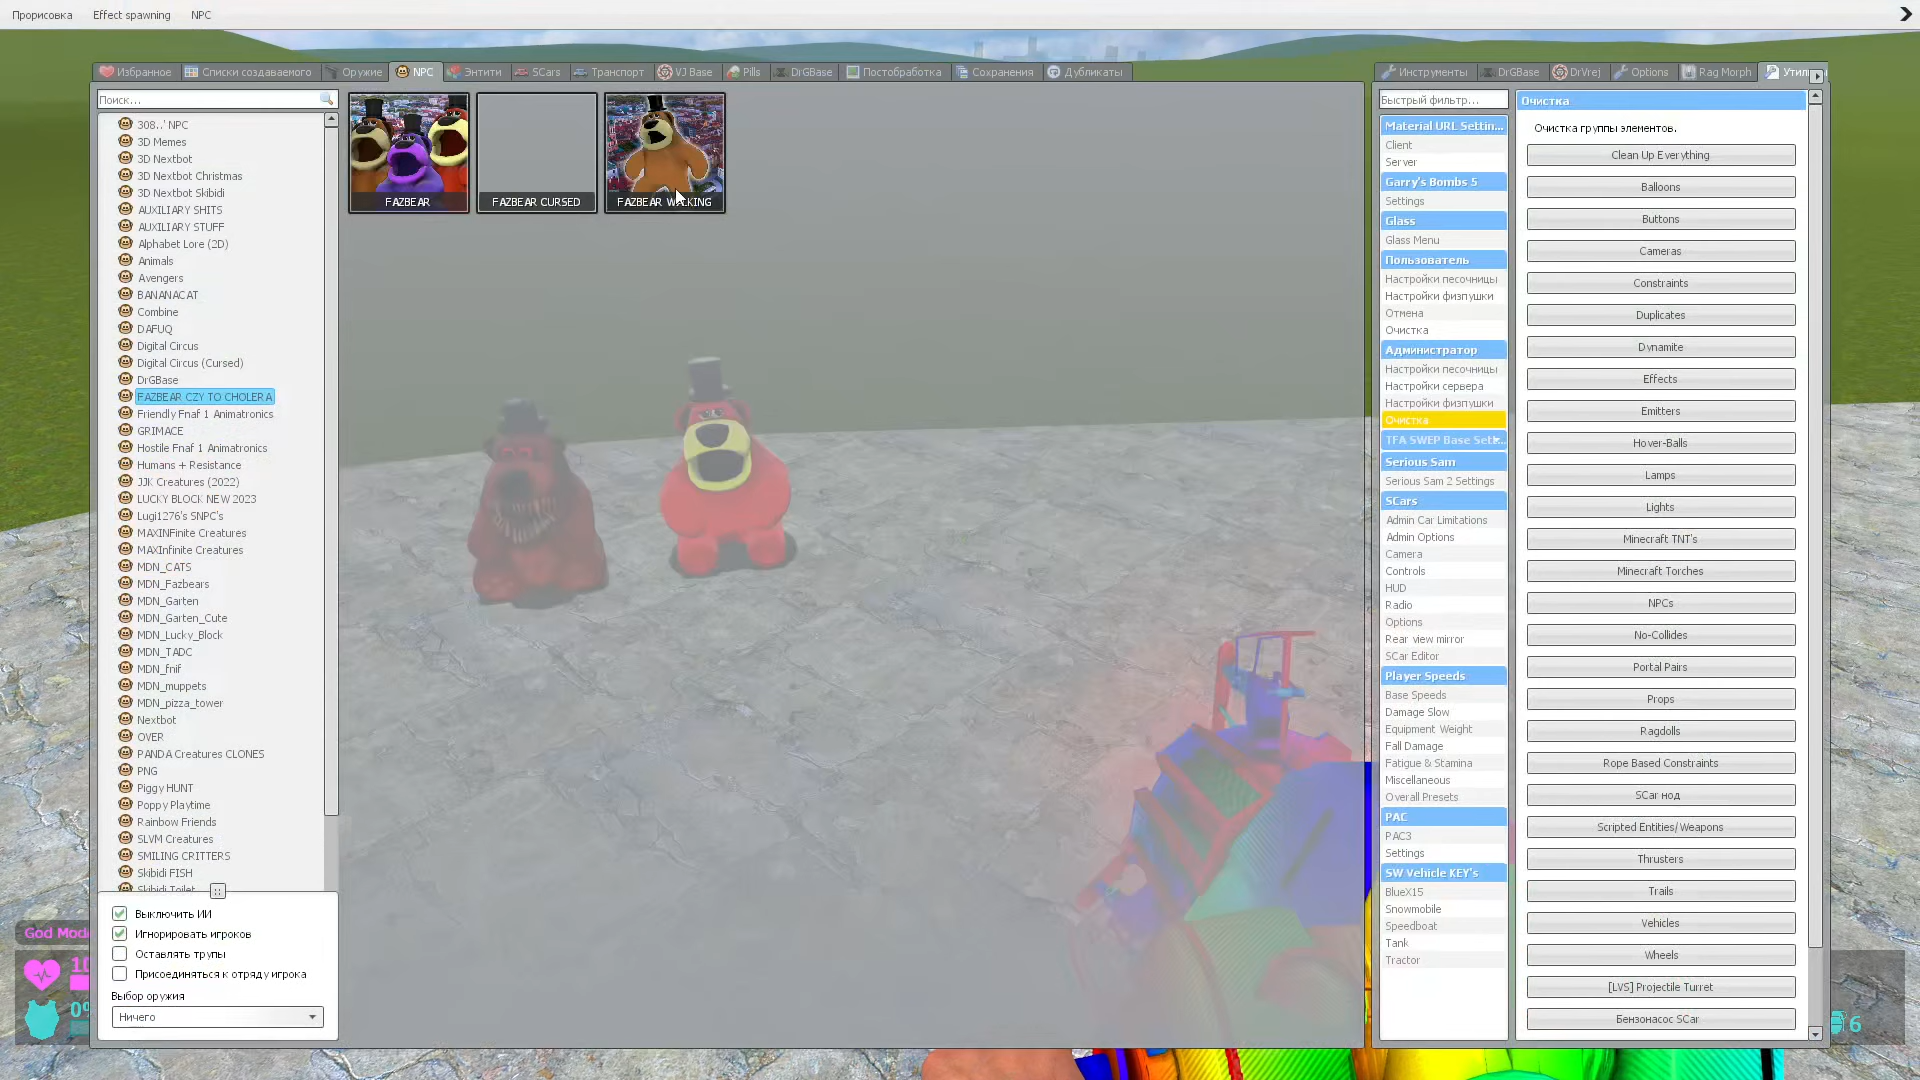 Прорисовка Effect spawning NPC
Избранное Списки создаваемого Оружие NPC Энтити SCars Транспорт VJ Base Pills DrGBase Постобработка Сохранения Дубликаты
Инструменты DrGBase DrVrej Options Rag Morph
Поиск...
308..' NPC
3D Memes
3D Nextbot
3D Nextbot Christmas
3D Nextbot Skibidi
AUXILIARY SHITS
AUXILIARY STUFF
Alphabet Lore (2D)
Animals
Avengers
BANANACAT
Combine
DAFUQ
Digital Circus
Digital Circus (Cursed)
DrGBase
FAZBEAR CZY TO CHOLERA
Friendly Fnaf 1 Animatronics
GRIMACE
Hostile Fnaf 1 Animatronics
Humans + Resistance
JJK Creatures (2022)
LUCKY BLOCK NEW 2023
Lugi1276's SNPC's
MAXINFinite Creatures
MAXInfinite Creatures
MDN_CATS
MDN_Fazbears
MDN_Garten
MDN_Garten_Cute
MDN_Lucky_Block
MDN_TADC
MDN_fnif
MDN_muppets
MDN_pizza_tower
Nextbot
OVER
PANDA Creatures CLONES
PNG
Piggy HUNT
Poppy Playtime
Rainbow Friends
SLVM Creatures
SMILING CRITTERS
Skibidi FISH
Skibidi Toilet
Выключить ИИ
Игнорировать игроков
Оставлять трупы
Присоединяться к отряду игрока
Выбор оружия
Ничего
God Mode
0%
FAZBEAR
FAZBEAR CURSED
FAZBEAR WALKING
Быстрый фильтр...
Material URL Settin...
Client
Server
Garry's Bombs 5
Settings
Glass
Glass Menu
Пользователь
Настройки песочницы
Настройки физпушки
Отмена
Очистка
Администратор
Настройки песочницы
Настройки сервера
Настройки физпушки
Очистка
TFA SWEP Base Sett...
Serious Sam
Serious Sam 2 Settings
SCars
Admin Car Limitations
Admin Options
Camera
Controls
HUD
Radio
Options
Rear view mirror
SCar Editor
Player Speeds
Base Speeds
Damage Slow
Equipment Weight
Fall Damage
Fatigue & Stamina
Miscellaneous
Overall Presets
PAC
PAC3
Settings
SW Vehicle KEY's
BlueX15
Snowmobile
Speedboat
Tank
Tractor
Очистка
Очистка группы элементов.
Clean Up Everything
Balloons
Buttons
Cameras
Constraints
Duplicates
Dynamite
Effects
Emitters
Hover-Balls
Lamps
Lights
Minecraft TNT's
Minecraft Torches
NPCs
No-Collides
Portal Pairs
Props
Ragdolls
Rope Based Constraints
SCar нод
Scripted Entities/Weapons
Thrusters
Trails
Vehicles
Wheels
[LVS] Projectile Turret
Бензонасос SCar
6